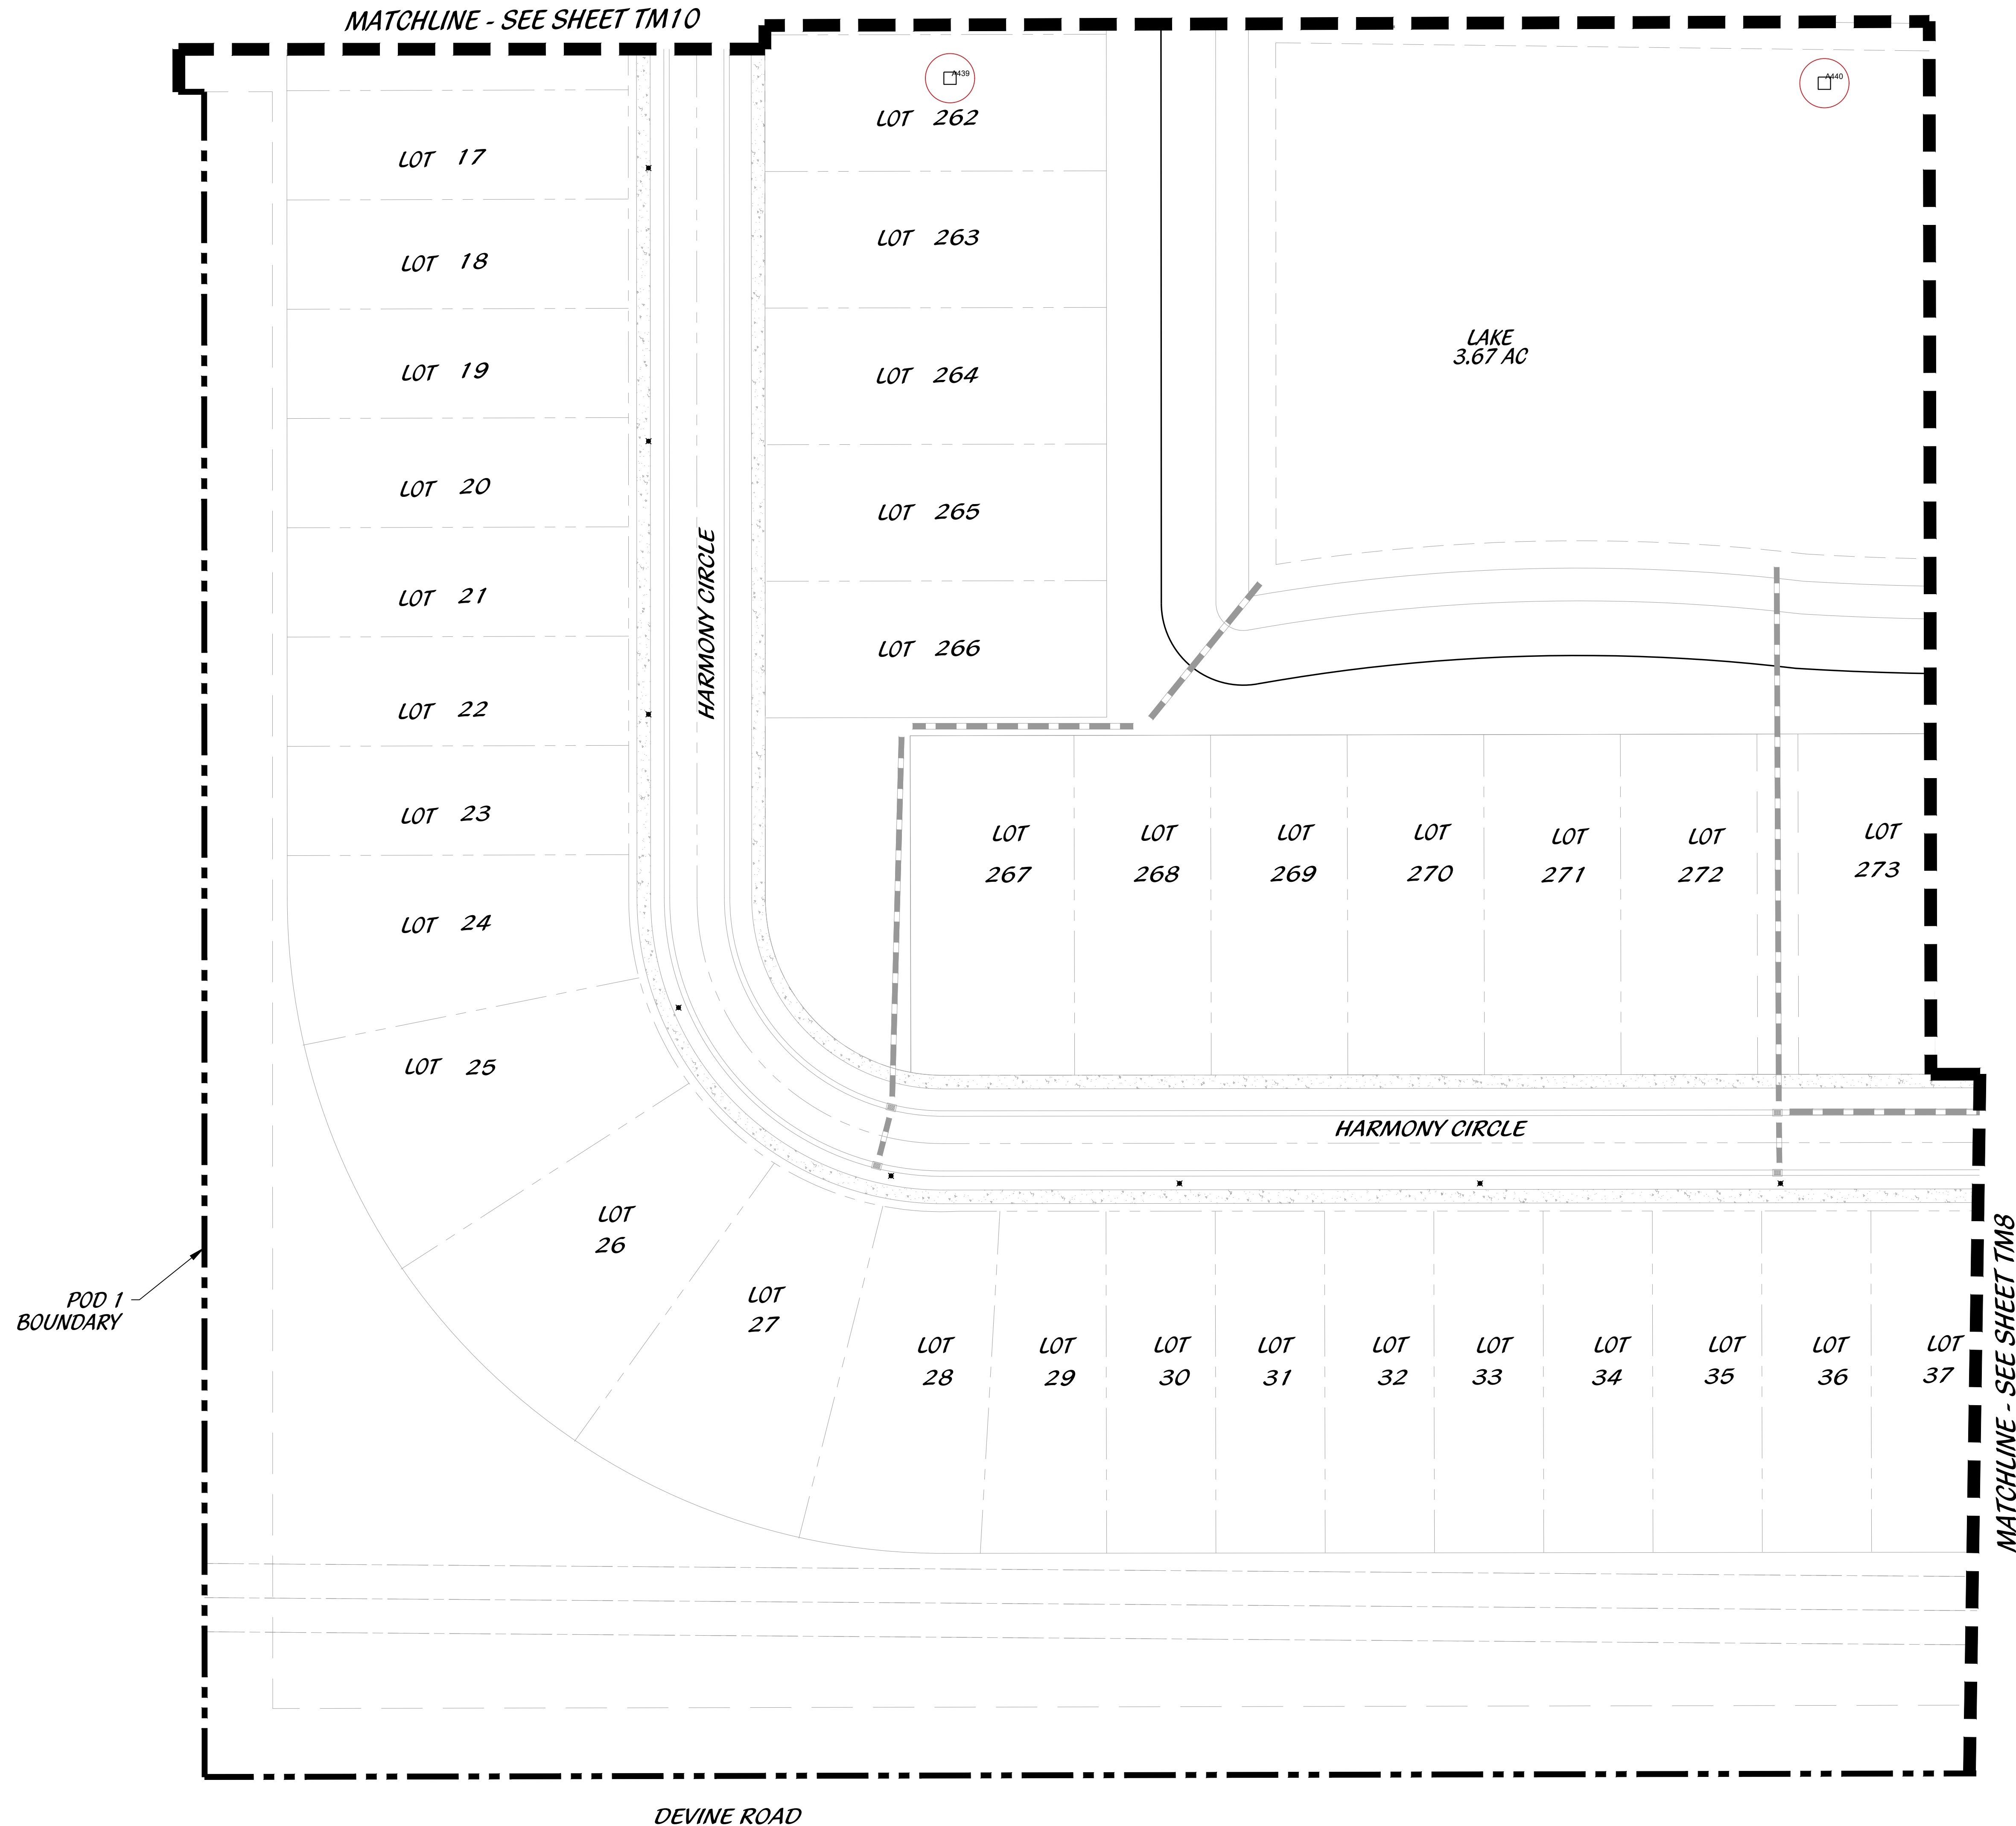 MATCHLINE - SEE SHEET TM10
A439
A440
LOT 262
LOT 17
LOT 263
LOT 18
LAKE
3.67 AC
LOT 19
LOT 264
LOT 20
LOT 265
LOT 21
HARMONY CIRCLE
LOT 266
LOT 22
LOT 23
LOT
267
LOT
268
LOT
269
LOT
270
LOT
271
LOT
272
LOT
273
LOT 24
LOT 25
HARMONY CIRCLE
LOT
26
LOT
27
POD 1
BOUNDARY
LOT
28
LOT
29
LOT
30
LOT
31
LOT
32
LOT
33
LOT
34
LOT
35
LOT
36
LOT
37
MATCHLINE - SEE SHEET TM8
DEVINE ROAD